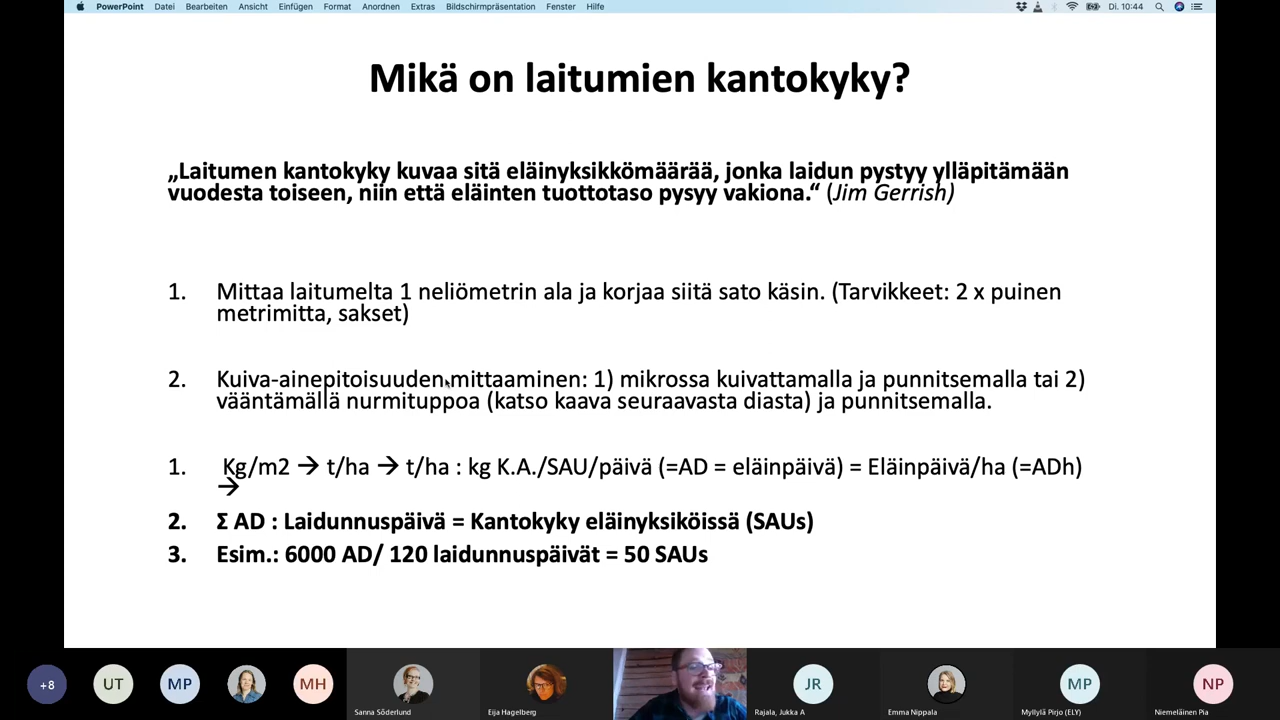 PowerPoint Datei Bearbeiten Ansicht Einfügen Format Anordnen Extras Bildschirmpräsentation Fenster Hilfe Di. 10:44
Mikä on laitumien kantokyky?
„Laitumen kantokyky kuvaa sitä eläinyksikkömäärää, jonka laidun pystyy ylläpitämään
vuodesta toiseen, niin että eläinten tuottotaso pysyy vakiona.“ (Jim Gerrish)
1. Mittaa laitumelta 1 neliömetrin ala ja korjaa siitä sato käsin. (Tarvikkeet: 2 x puinen
metrimitta, sakset)
2. Kuiva-ainepitoisuuden mittaaminen: 1) mikrossa kuivattamalla ja punnitsemalla tai 2)
vääntämällä nurmituppoa (katso kaava seuraavasta diasta) ja punnitsemalla.
1. Kg/m2 → t/ha → t/ha : kg K.A./SAU/päivä (=AD = eläinpäivä) = Eläinpäivä/ha (=ADh)
→
2. Σ AD : Laidunnuspäivä = Kantokyky eläinyksiköissä (SAUs)
3. Esim.: 6000 AD/ 120 laidunnuspäivät = 50 SAUs
+8 UT MP MH JR MP NP
Sanna Söderlund Eija Hagelberg Rajala, Jukka A Emma Nippala Myllylä Pirjo (ELY) Niemeläinen Pia